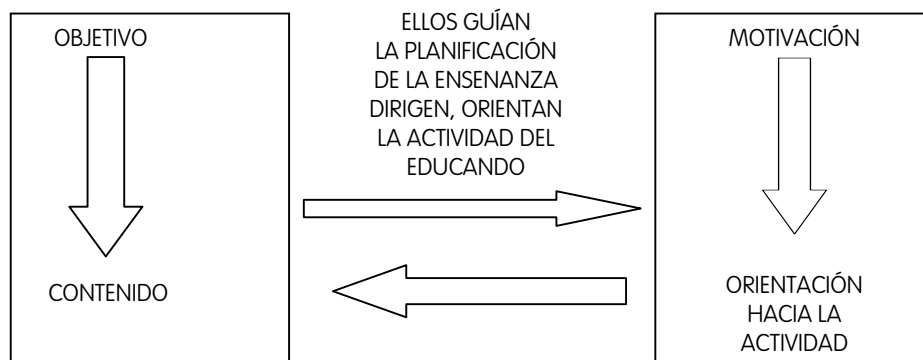 OBJETIVO
CONTENIDO
ELLOS GUÍAN
LA PLANIFICACIÓN
DE LA ENSENANZA
DIRIGEN, ORIENTAN
LA ACTIVIDAD DEL
EDUCANDO
MOTIVACIÓN
ORIENTACIÓN
HACIA LA
ACTIVIDAD